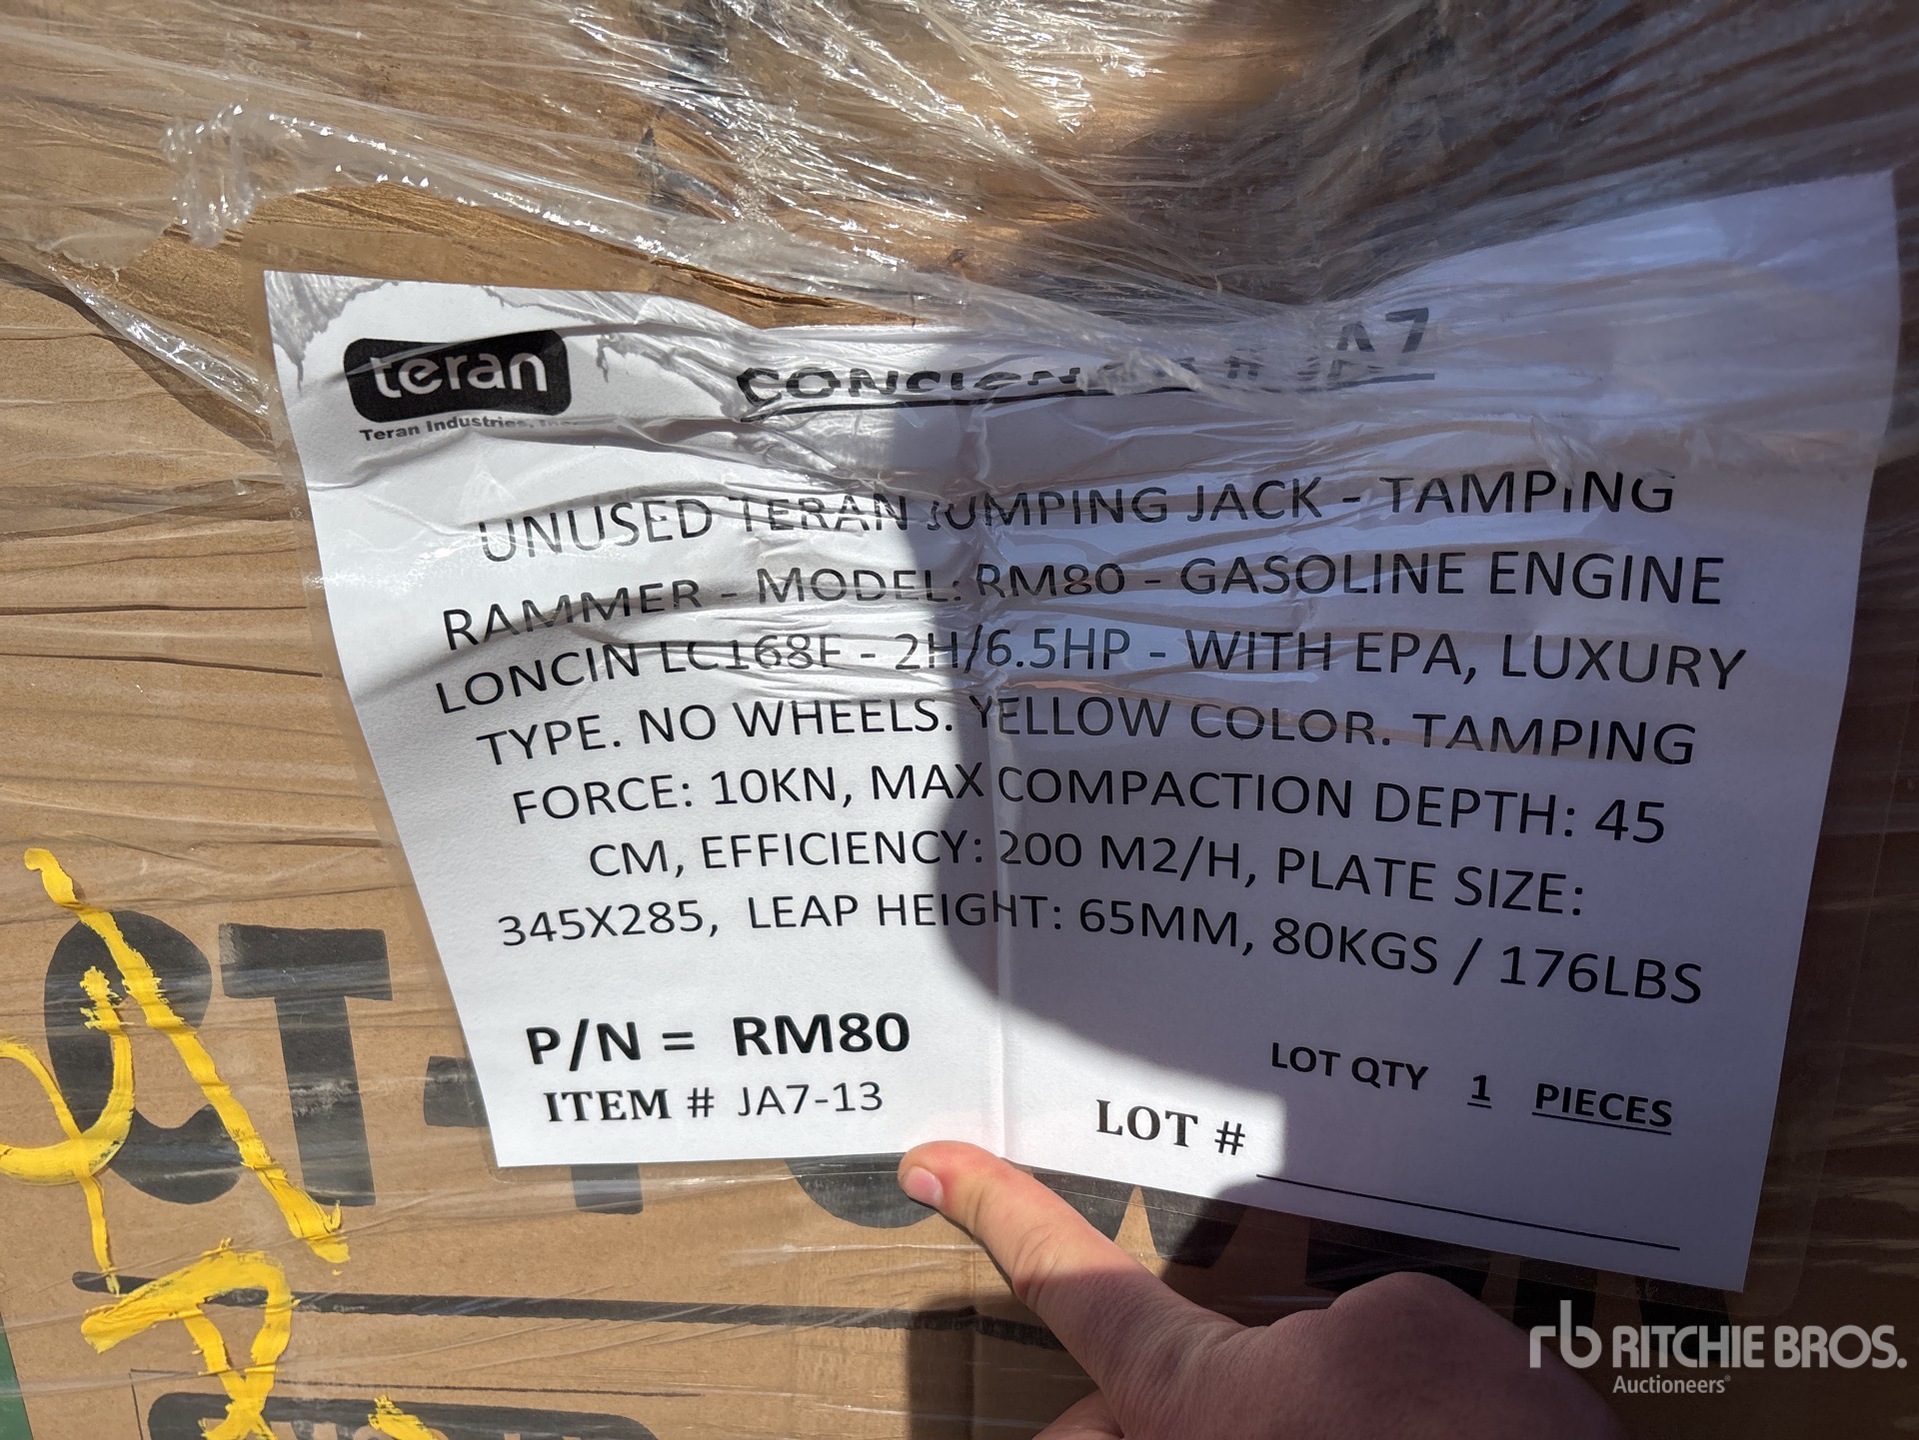 teran
Teran Industries, Inc
# JA7
UNUSED TERAN JUMPING JACK - TAMPING
RAMMER - MODEL: RM80 - GASOLINE ENGINE
LONCIN LC168F - 2H/6.5HP - WITH EPA, LUXURY
TYPE. NO WHEELS. YELLOW COLOR. TAMPING
FORCE: 10KN, MAX COMPACTION DEPTH: 45
CM, EFFICIENCY: 200 M2/H, PLATE SIZE:
345X285, LEAP HEIGHT: 65MM, 80KGS / 176LBS
P/N = RM80
ITEM # JA7-13
LOT QTY 1 PIECES
LOT #
rb RITCHIE BROS.
Auctioneers®